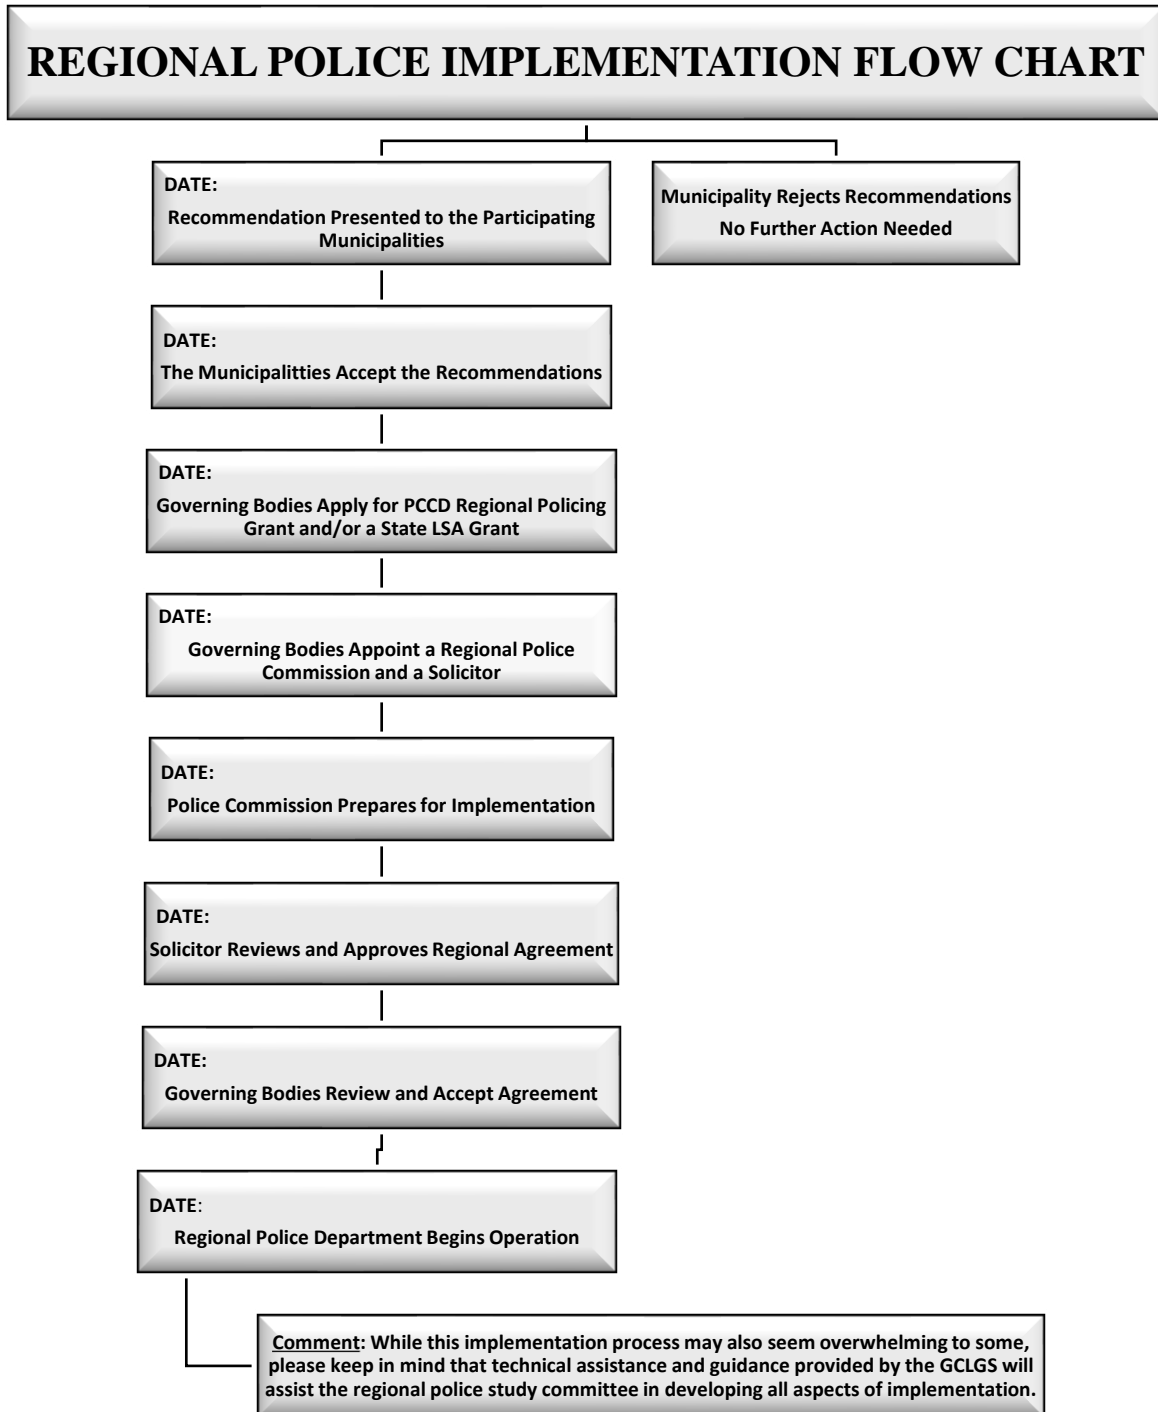 REGIONAL POLICE IMPLEMENTATION FLOW CHART
DATE:
Recommendation Presented to the Participating
Municipalities
Municipality Rejects Recommendations
No Further Action Needed
DATE:
The Municipalitties Accept the Recommendations
DATE:
Governing Bodies Apply for PCCD Regional Policing
Grant and/or a State LSA Grant
DATE:
Governing Bodies Appoint a Regional Police
Commission and a Solicitor
DATE:
Police Commission Prepares for Implementation
DATE:
Solicitor Reviews and Approves Regional Agreement
DATE:
Governing Bodies Review and Accept Agreement
DATE:
Regional Police Department Begins Operation
Comment: While this implementation process may also seem overwhelming to some,
please keep in mind that technical assistance and guidance provided by the GCLGS will
assist the regional police study committee in developing all aspects of implementation.